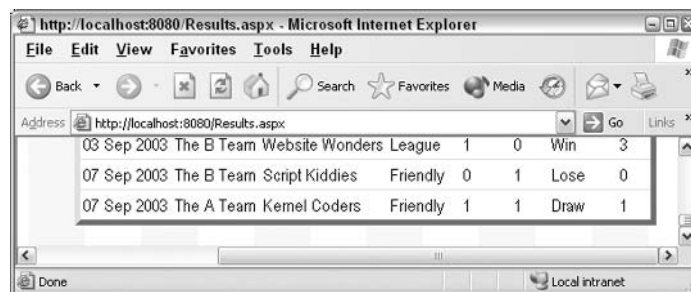 http://localhost:8080/Results.aspx - Microsoft Internet Explorer
File Edit View Favorites Tools Help
Back Search Favorites Media
Address http://localhost:8080/Results.aspx Go Links
03 Sep 2003 The B Team Website Wonders League 1 0 Win 3
07 Sep 2003 The B Team Script Kiddies Friendly 0 1 Lose 0
07 Sep 2003 The A Team Kernel Coders Friendly 1 1 Draw 1
Done Local intranet